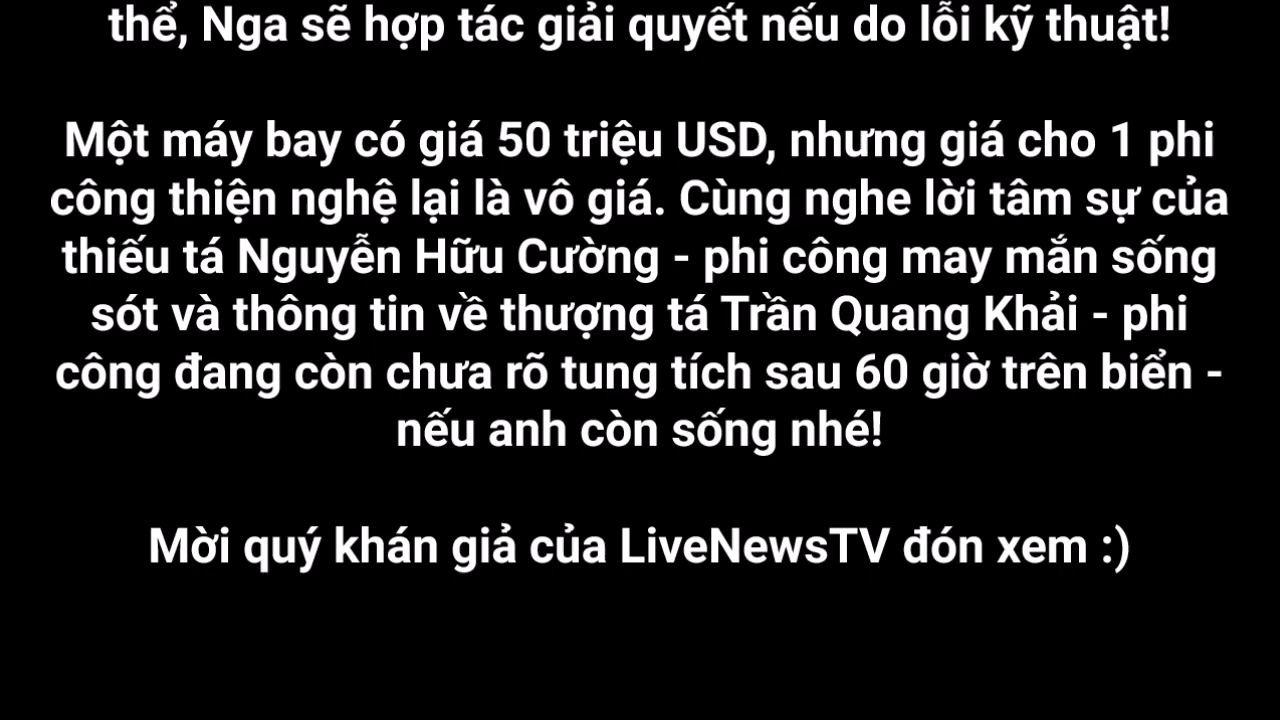 thể, Nga sẽ hợp tác giải quyết nếu do lỗi kỹ thuật!
Một máy bay có giá 50 triệu USD, nhưng giá cho 1 phi
công thiện nghệ lại là vô giá. Cùng nghe lời tâm sự của
thiếu tá Nguyễn Hữu Cường - phi công may mắn sống
sót và thông tin về thượng tá Trần Quang Khải - phi
công đang còn chưa rõ tung tích sau 60 giờ trên biển -
nếu anh còn sống nhé!
Mời quý khán giả của LiveNewsTV đón xem :)